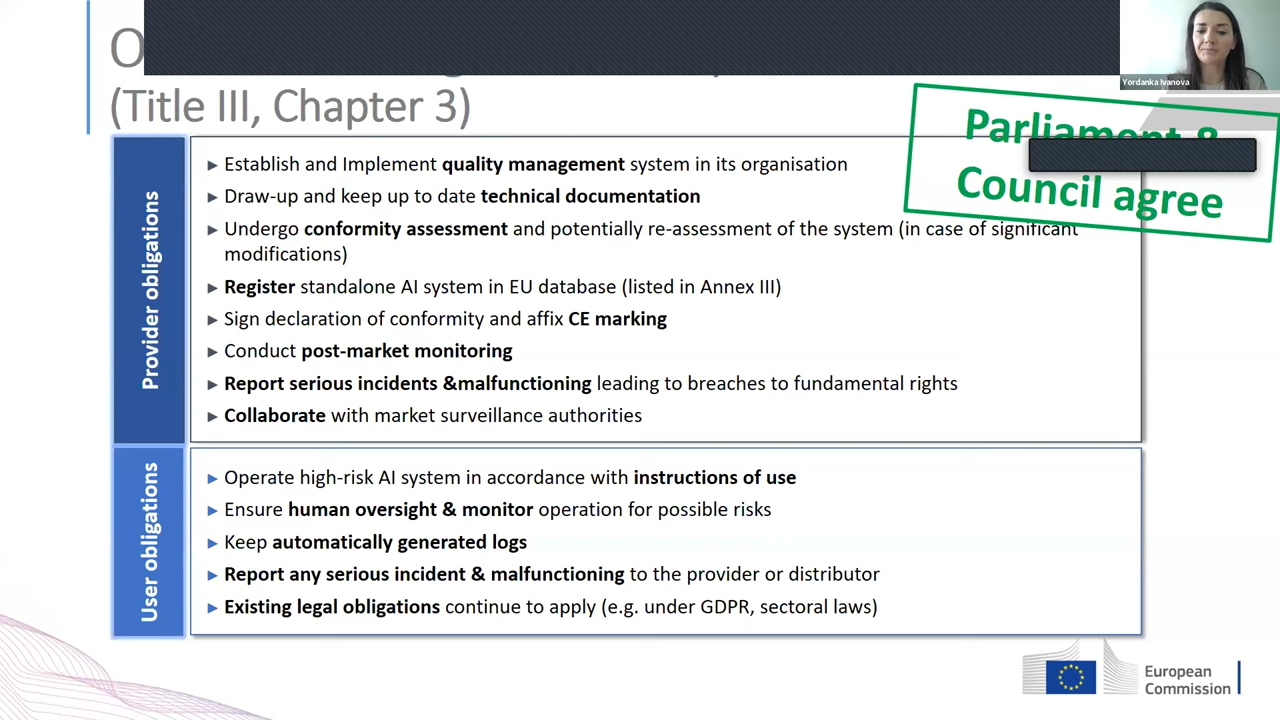 (Title III, Chapter 3)
Yordanka Ivanova
Parliament &
Council agree
Provider obligations
▸ Establish and Implement quality management system in its organisation
▸ Draw-up and keep up to date technical documentation
▸ Undergo conformity assessment and potentially re-assessment of the system (in case of significant
modifications)
▸ Register standalone AI system in EU database (listed in Annex III)
▸ Sign declaration of conformity and affix CE marking
▸ Conduct post-market monitoring
▸ Report serious incidents &malfunctioning leading to breaches to fundamental rights
▸ Collaborate with market surveillance authorities
User obligations
▸ Operate high-risk AI system in accordance with instructions of use
▸ Ensure human oversight & monitor operation for possible risks
▸ Keep automatically generated logs
▸ Report any serious incident & malfunctioning to the provider or distributor
▸ Existing legal obligations continue to apply (e.g. under GDPR, sectoral laws)
European
Commission